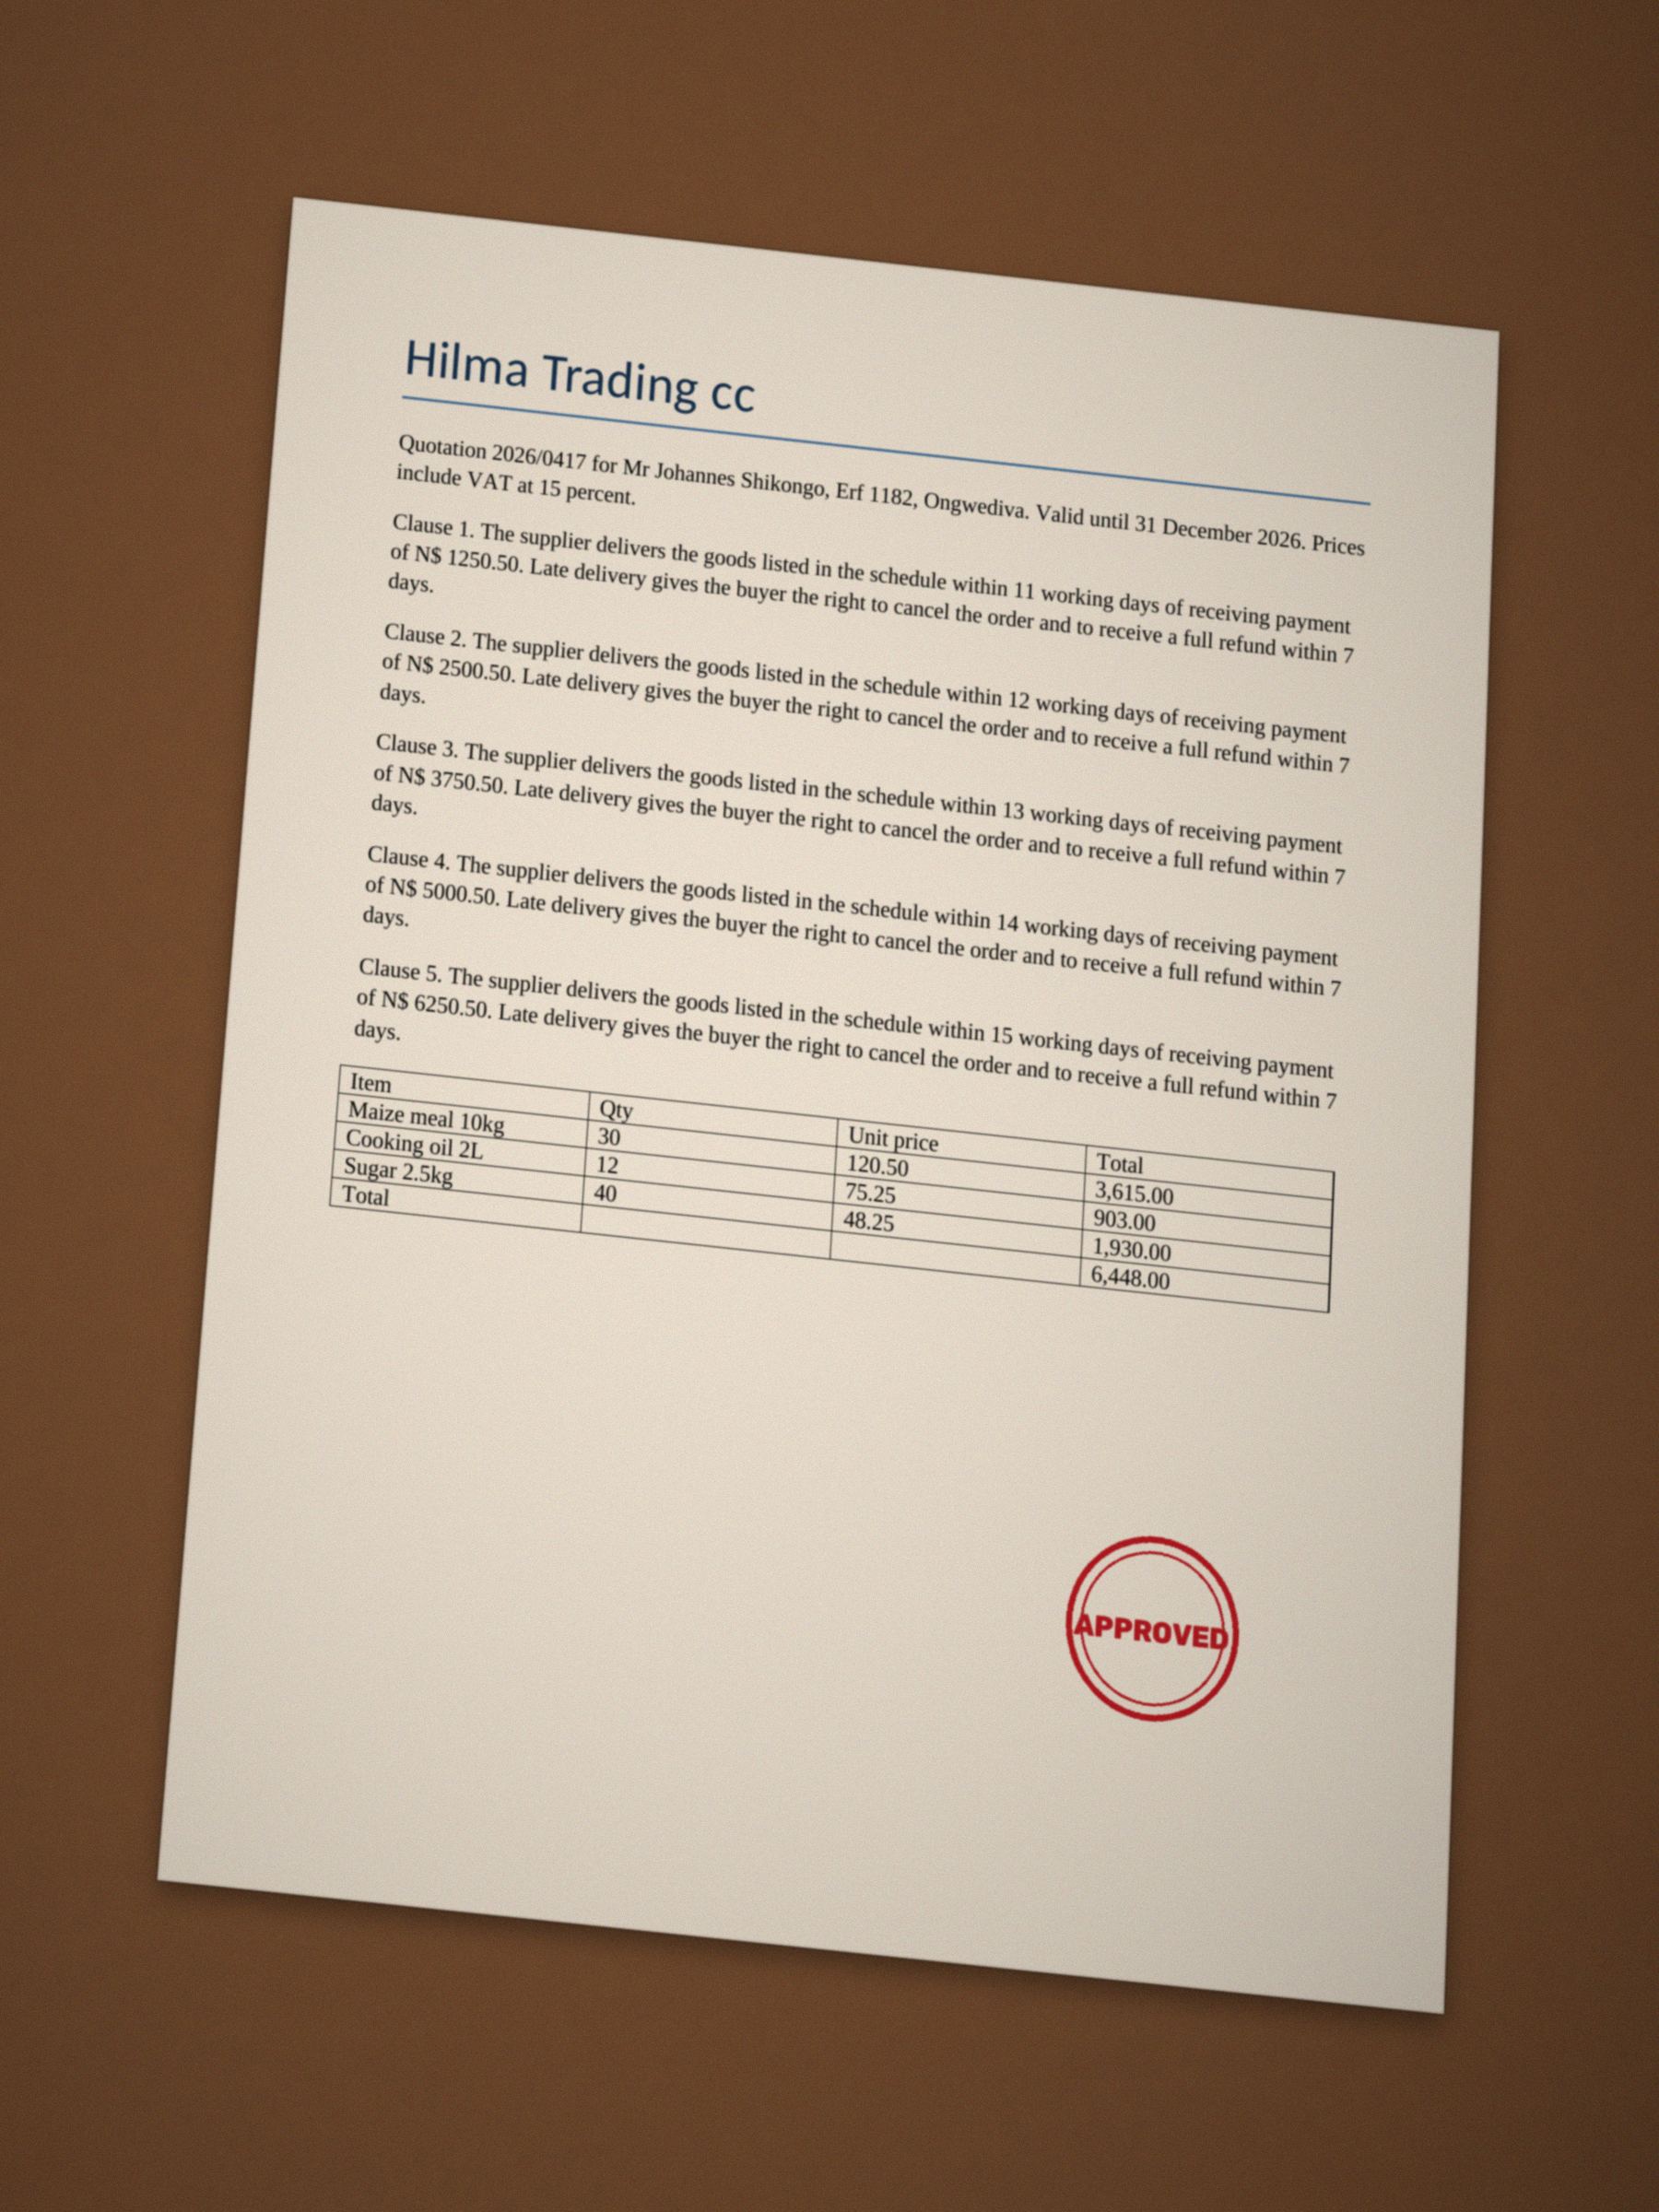 Hilma Trading cc
Quotation 2026/0417 for Mr Johannes Shikongo, Erf 1182, Ongwediva. Valid until 31 December 2026. Prices
include VAT at 15 percent.
Clause 1. The supplier delivers the goods listed in the schedule within 11 working days of receiving payment
of N$ 1250.50. Late delivery gives the buyer the right to cancel the order and to receive a full refund within 7
days.
Clause 2. The supplier delivers the goods listed in the schedule within 12 working days of receiving payment
of N$ 2500.50. Late delivery gives the buyer the right to cancel the order and to receive a full refund within 7
days.
Clause 3. The supplier delivers the goods listed in the schedule within 13 working days of receiving payment
of N$ 3750.50. Late delivery gives the buyer the right to cancel the order and to receive a full refund within 7
days.
Clause 4. The supplier delivers the goods listed in the schedule within 14 working days of receiving payment
of N$ 5000.50. Late delivery gives the buyer the right to cancel the order and to receive a full refund within 7
days.
Clause 5. The supplier delivers the goods listed in the schedule within 15 working days of receiving payment
of N$ 6250.50. Late delivery gives the buyer the right to cancel the order and to receive a full refund within 7
days.
Item Qty Unit price Total
Maize meal 10kg 30 120.50 3,615.00
Cooking oil 2L 12 75.25 903.00
Sugar 2.5kg 40 48.25 1,930.00
Total 6,448.00
APPROVED